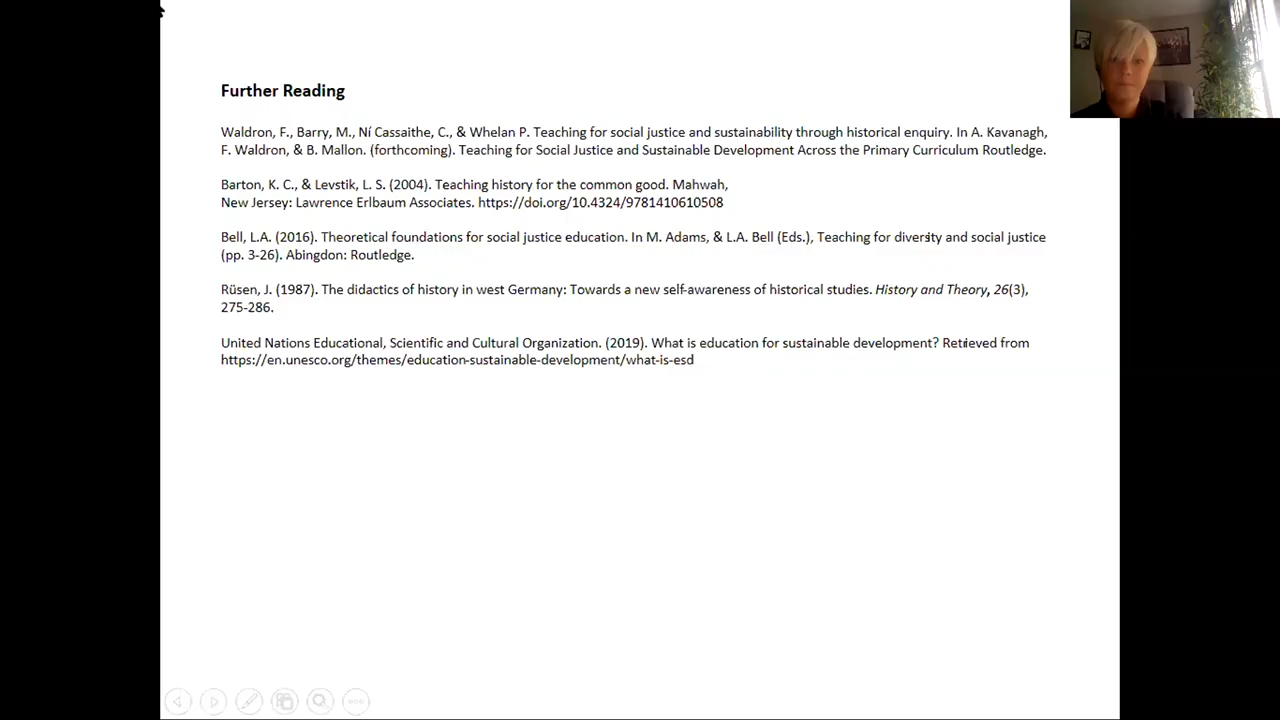 Further Reading
Waldron, F., Barry, M., Ní Cassaithe, C., & Whelan P. Teaching for social justice and sustainability through historical enquiry. In A. Kavanagh,
F. Waldron, & B. Mallon. (forthcoming). Teaching for Social Justice and Sustainable Development Across the Primary Curriculum Routledge.
Barton, K. C., & Levstik, L. S. (2004). Teaching history for the common good. Mahwah,
New Jersey: Lawrence Erlbaum Associates. https://doi.org/10.4324/9781410610508
Bell, L.A. (2016). Theoretical foundations for social justice education. In M. Adams, & L.A. Bell (Eds.), Teaching for diversity and social justice
(pp. 3-26). Abingdon: Routledge.
Rüsen, J. (1987). The didactics of history in west Germany: Towards a new self-awareness of historical studies. History and Theory, 26(3),
275-286.
United Nations Educational, Scientific and Cultural Organization. (2019). What is education for sustainable development? Retrieved from
https://en.unesco.org/themes/education-sustainable-development/what-is-esd